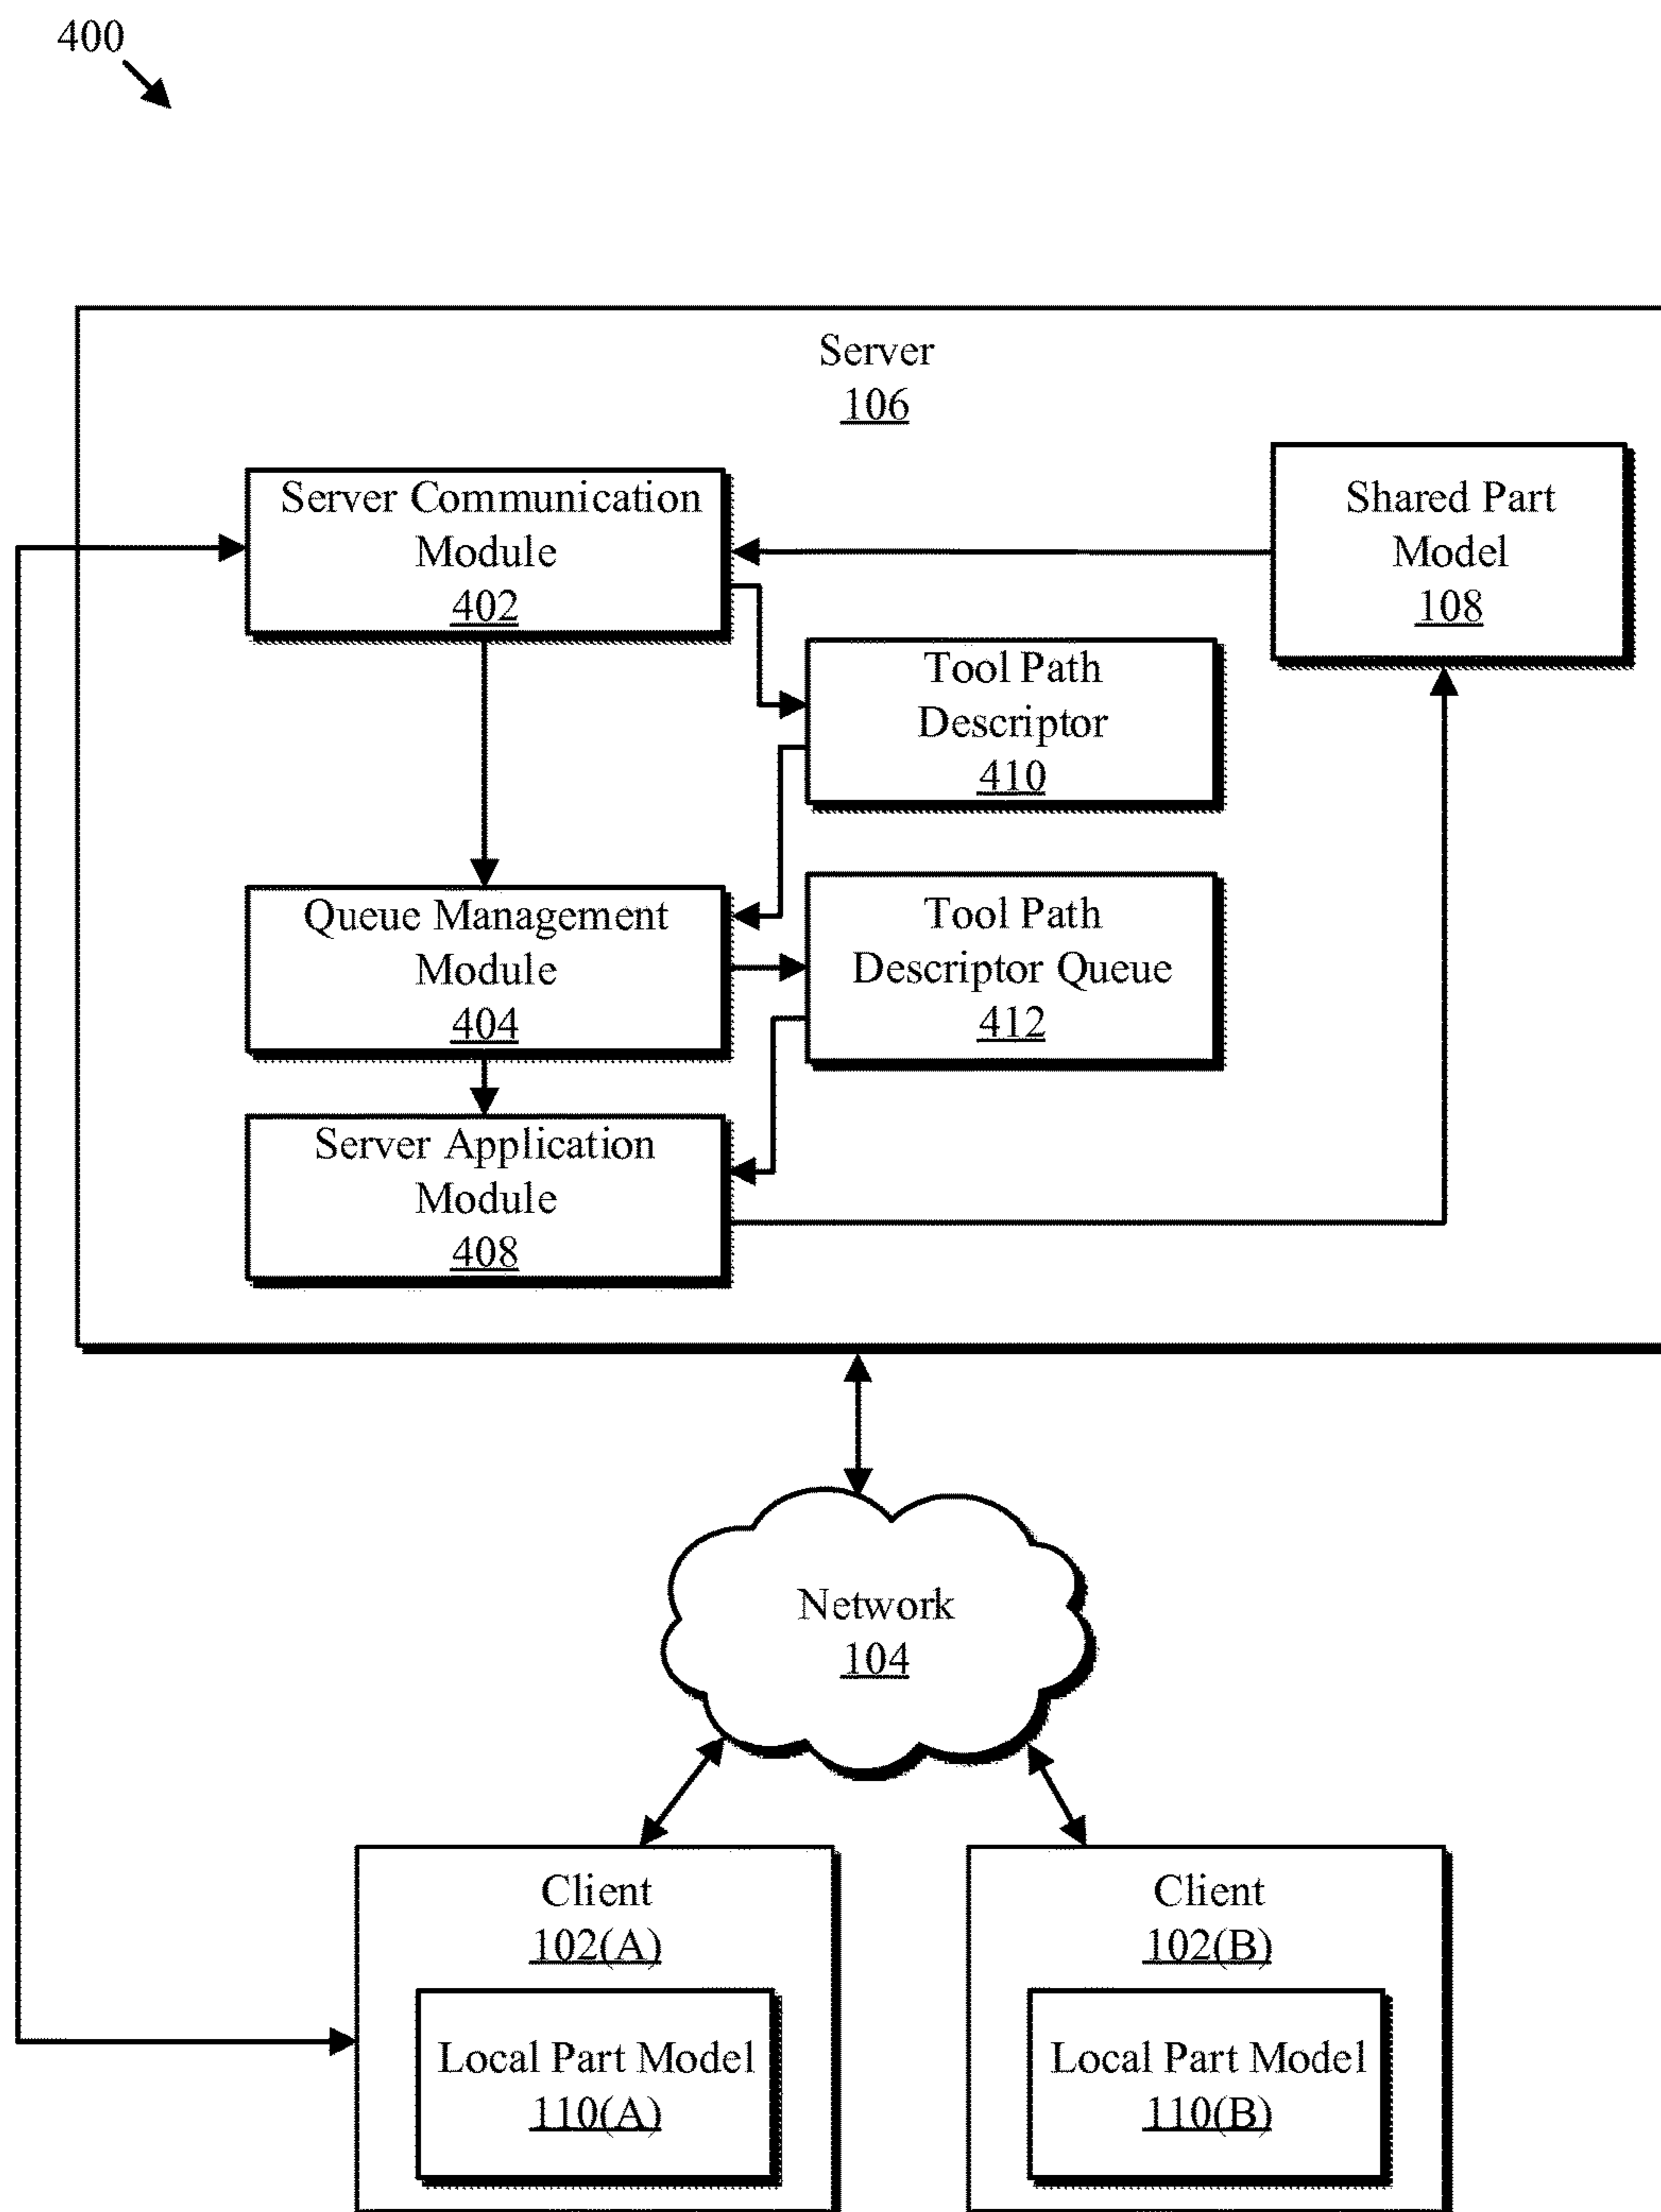 400
Server
106
Server Communication
Module
402
Shared Part
Model
108
Tool Path
Descriptor
410
Queue Management
Module
404
Tool Path
Descriptor Queue
412
Server Application
Module
408
Network
104
Client
102(A)
Local Part Model
110(A)
Client
102(B)
Local Part Model
110(B)